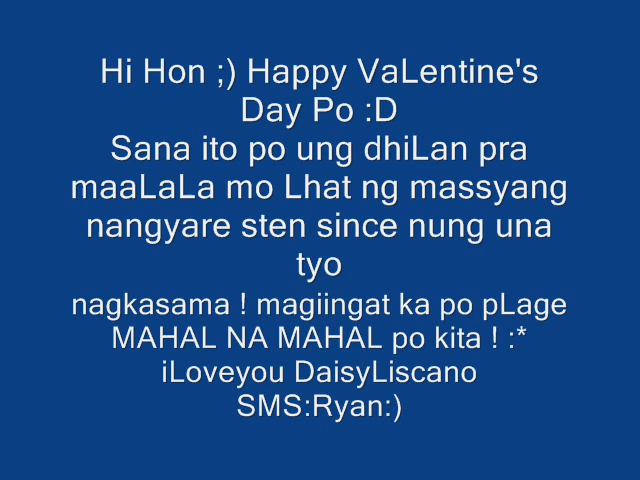 Hi Hon ;) Happy VaLentine's
Day Po :D
Sana ito po ung dhiLan pra
maaLaLa mo Lhat ng massyang
nangyare sten since nung una
tyo
nagkasama ! magiingat ka po pLage
MAHAL NA MAHAL po kita ! :*
iLoveyou DaisyLiscano
SMS:Ryan:)